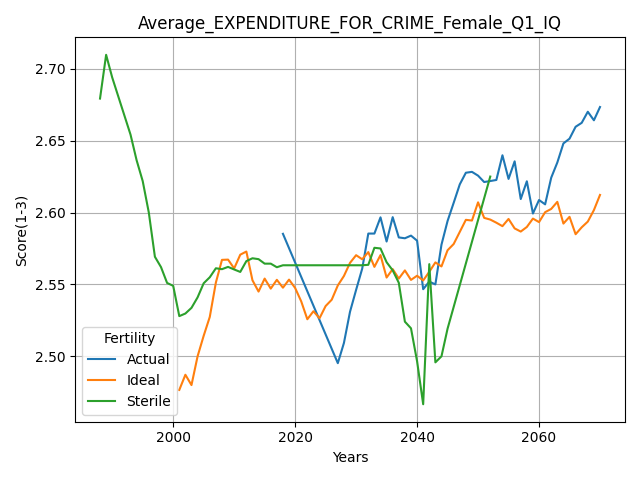 Average_EXPENDITURE_FOR_CRIME_Female_Q1_IQ
Score(1-3)
2.70
2.65
2.60
2.55
2.50
Fertility
Actual
Ideal
Sterile
2000
2020
2040
2060
Years